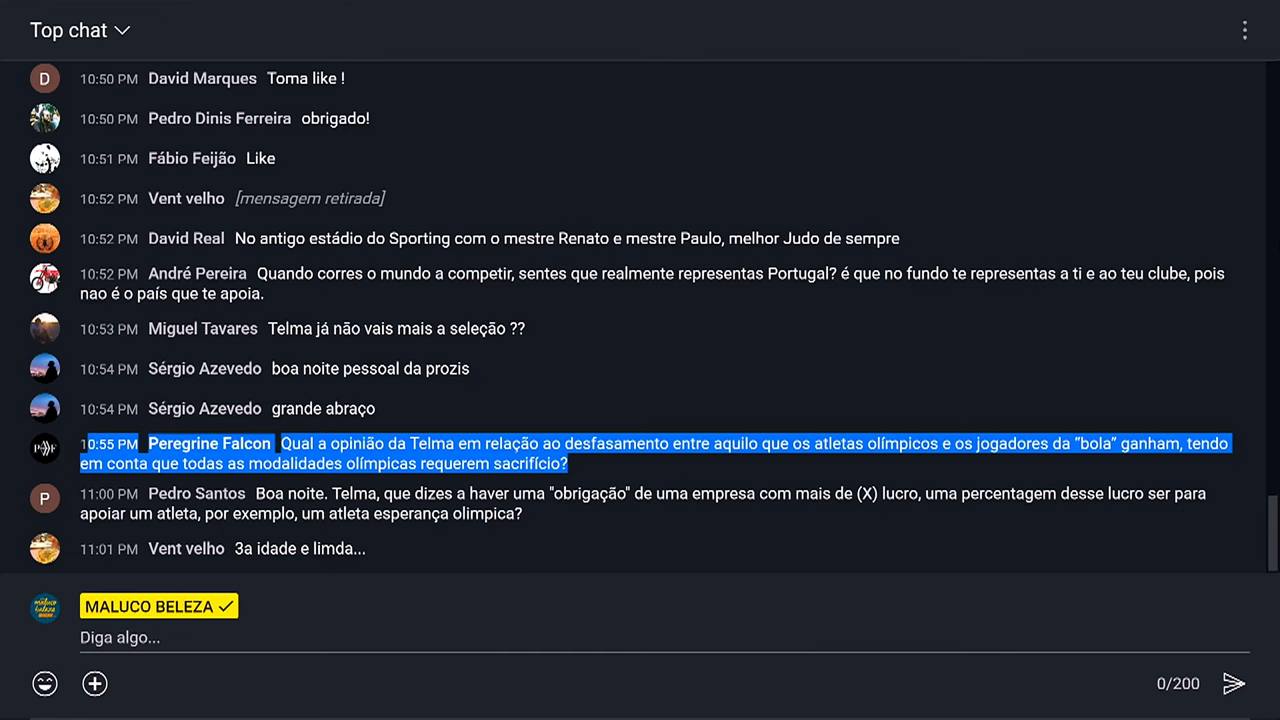 Top chat
D 10:50 PM David Marques Toma like !
10:50 PM Pedro Dinis Ferreira obrigado!
10:51 PM Fábio Feijão Like
10:52 PM Vent velho [mensagem retirada]
10:52 PM David Real No antigo estádio do Sporting com o mestre Renato e mestre Paulo, melhor Judo de sempre
10:52 PM André Pereira Quando corres o mundo a competir, sentes que realmente representas Portugal? é que no fundo te representas a ti e ao teu clube, pois
nao é o país que te apoia.
10:53 PM Miguel Tavares Telma já não vais mais a seleção ??
10:54 PM Sérgio Azevedo boa noite pessoal da prozis
10:54 PM Sérgio Azevedo grande abraço
10:55 PM Peregrine Falcon Qual a opinião da Telma em relação ao desfasamento entre aquilo que os atletas olímpicos e os jogadores da “bola” ganham, tendo
em conta que todas as modalidades olímpicas requerem sacrifício?
P 11:00 PM Pedro Santos Boa noite. Telma, que dizes a haver uma "obrigação" de uma empresa com mais de (X) lucro, uma percentagem desse lucro ser para
apoiar um atleta, por exemplo, um atleta esperança olimpica?
11:01 PM Vent velho 3a idade e limda...
maluco beleza MALUCO BELEZA
Diga algo...
0/200